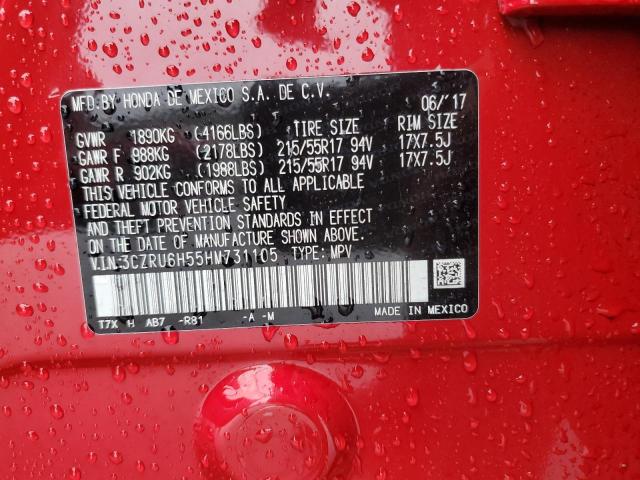 MFD.BY HONDA DE MEXICO S.A. DE C.V. 06/'17
GVWR 1890KG (4166LBS) TIRE SIZE RIM SIZE
GAWR F 988KG (2178LBS) 215/55R17 94V 17X7.5J
GAWR R 902KG (1988LBS) 215/55R17 94V 17X7.5J
THIS VEHICLE CONFORMS TO ALL APPLICABLE
FEDERAL MOTOR VEHICLE SAFETY
AND THEFT PREVENTION STANDARDS IN EFFECT
ON THE DATE OF MANUFACTURE SHOWN ABOVE.
V.I.N:3CZRU6H55HM731105 TYPE: MPV
T7X H AB7 -R81 -A -M MADE IN MEXICO